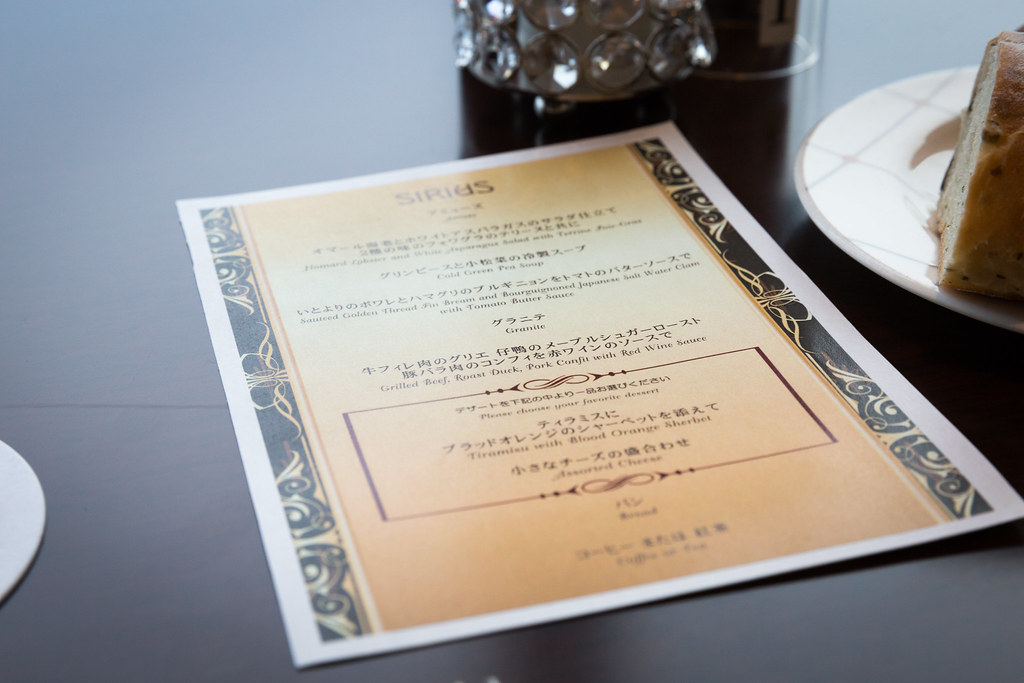 SIRIUS
アミューズ
Amuse
オマール海老とホワイトアスパラガスのサラダ仕立て
2種の味のフォワグラのテリーヌと共に
Homard Lobster and White Asparagus Salad with Terrine Foie-Gras
グリンピースと小松菜の冷製スープ
Cold Green Pea Soup
いとよりのポワレとハマグリのブルギニョンをトマトのバターソースで
Sauteed Golden Thread Fin Bream and Bourguignoned Japanese Salt Water Clam
with Tomato Butter Sauce
グラニテ
Granite
牛フィレ肉のグリエ 仔鴨のメープルシュガーロースト
豚バラ肉のコンフィを赤ワインのソースで
Grilled Beef, Roast Duck, Pork Confit with Red Wine Sauce
デザートを下記の中より一品お選びください
Please choose your favorite dessert
ティラミスに
ブラッドオレンジのシャーベットを添えて
Tiramisu with Blood Orange Sherbet
小さなチーズの盛合わせ
Assorted Cheese
パン
Bread
コーヒー または 紅茶
Coffee or Tea